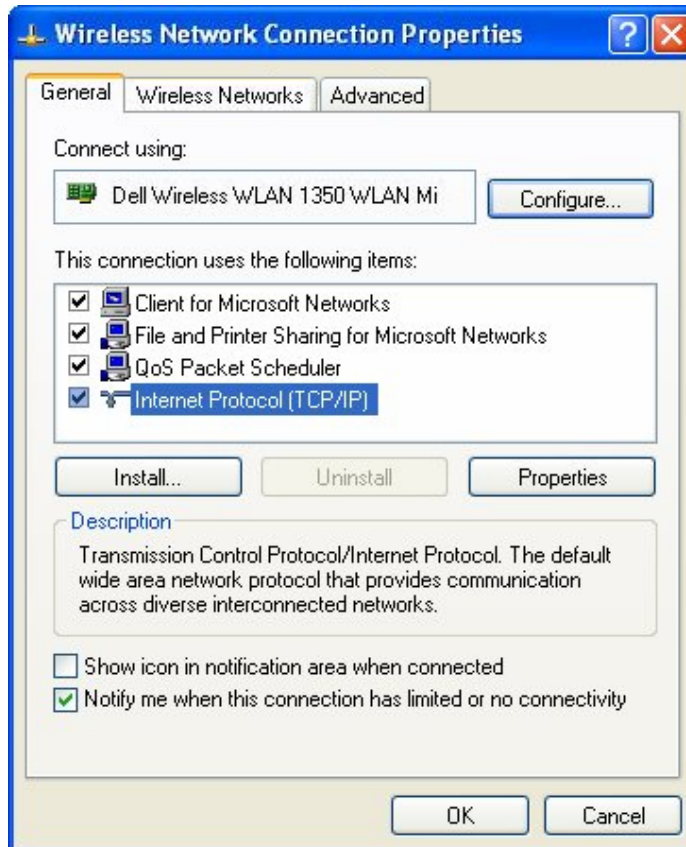 Wireless Network Connection Properties
General Wireless Networks Advanced
Connect using:
Dell Wireless WLAN 1350 WLAN Mi Configure...
This connection uses the following items:
Client for Microsoft Networks
File and Printer Sharing for Microsoft Networks
QoS Packet Scheduler
Internet Protocol (TCP/IP)
Install... Uninstall Properties
Description
Transmission Control Protocol/Internet Protocol. The default
wide area network protocol that provides communication
across diverse interconnected networks.
Show icon in notification area when connected
Notify me when this connection has limited or no connectivity
OK Cancel